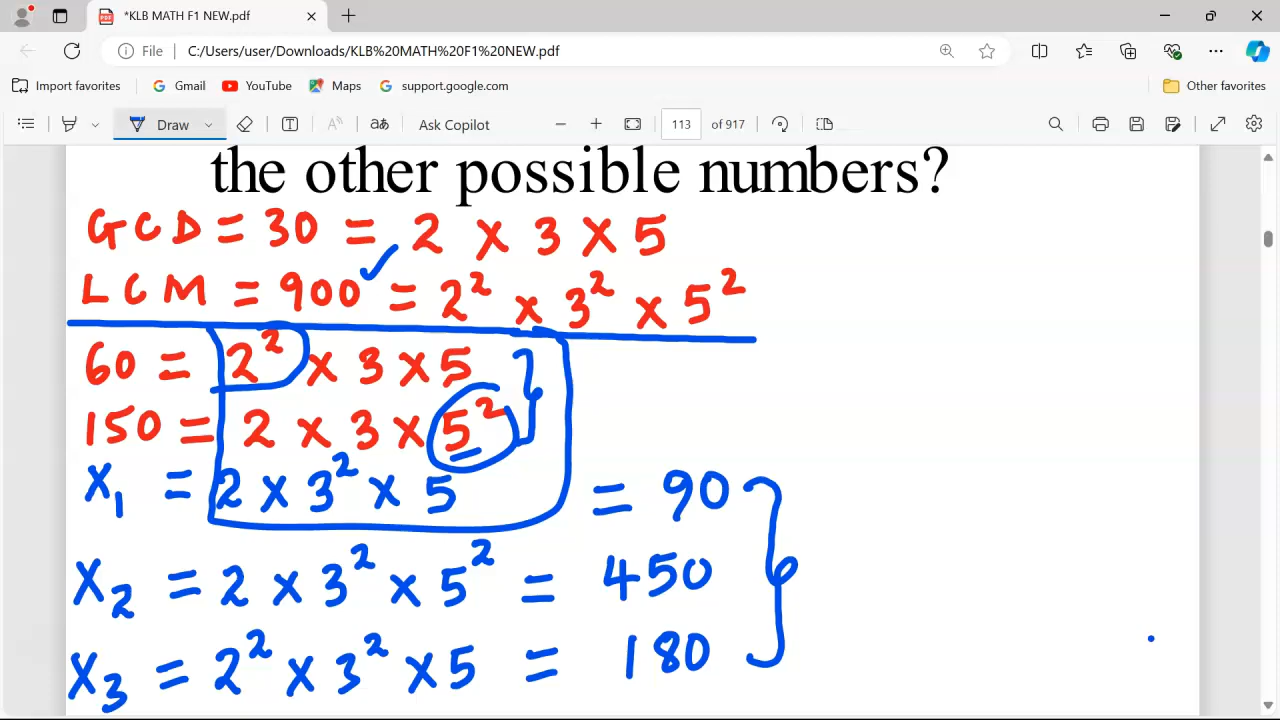 *KLB MATH F1 NEW.pdf
File C:/Users/user/Downloads/KLB%20MATH%20F1%20NEW.pdf
Import favorites Gmail YouTube Maps support.google.com Other favorites
Draw Ask Copilot 113 of 917
the other possible numbers?
GCD = 30 = 2 × 3 × 5
LCM = 900 = 2² × 3² × 5²
60 = 2² × 3 × 5
150 = 2 × 3 × 5²
X₁ = 2 × 3² × 5 = 90
X₂ = 2 × 3² × 5² = 450
X₃ = 2² × 3² × 5 = 180